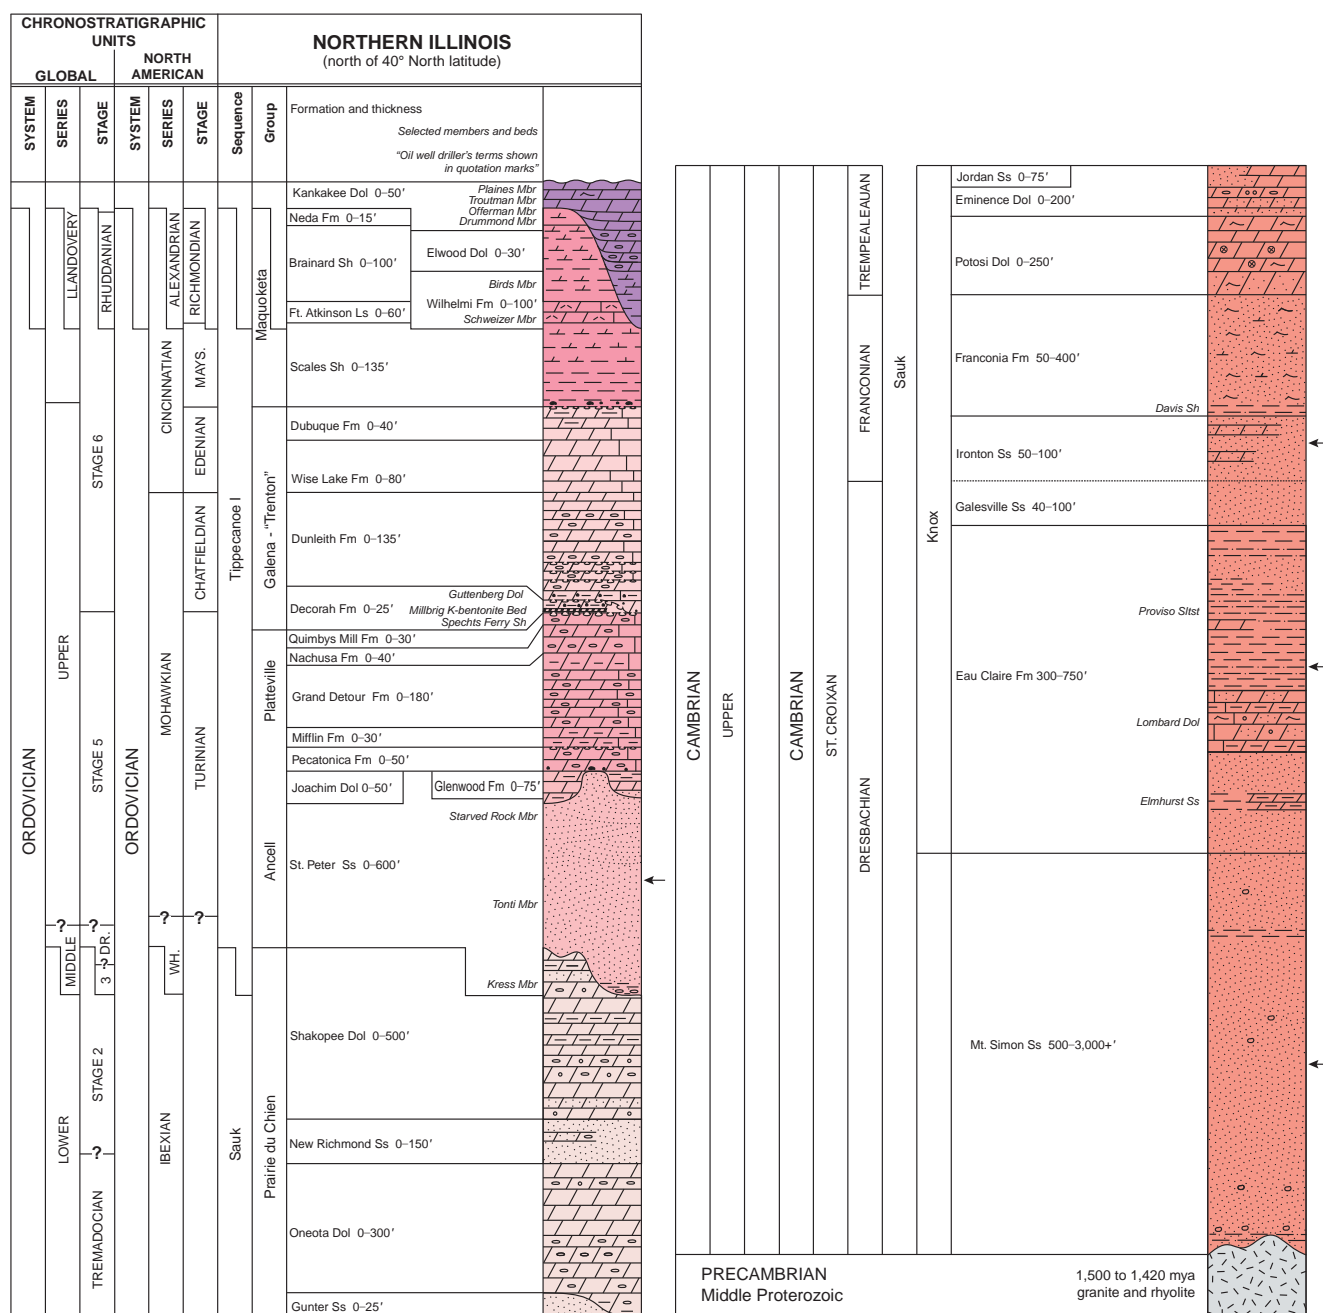 CHRONOSTRATIGRAPHIC
UNITS
GLOBAL
NORTH
AMERICAN
NORTHERN ILLINOIS
(north of 40° North latitude)
SYSTEM
SERIES
STAGE
SYSTEM
SERIES
STAGE
Sequence
Group
Formation and thickness
Selected members and beds
“Oil well driller's terms shown
in quotation marks”
ORDOVICIAN
LLANDOVERY
UPPER
MIDDLE
LOWER
RHUDDANIAN
STAGE 6
STAGE 5
DR.
3
STAGE 2
TREMADOCIAN
?
?
?
?
ORDOVICIAN
ALEXANDRIAN
CINCINNATIAN
MOHAWKIAN
WH.
IBEXIAN
?
?
RICHMONDIAN
MAYS.
EDENIAN
CHATFIELDIAN
TURINIAN
Tippecanoe I
Sauk
Maquoketa
Galena - “Trenton”
Platteville
Ancell
Prairie du Chien
Kankakee Dol 0–50′
Plaines Mbr
Troutman Mbr
Offerman Mbr
Drummond Mbr
Neda Fm 0–15′
Elwood Dol 0–30′
Brainard Sh 0–100′
Birds Mbr
Wilhelmi Fm 0–100′
Schweizer Mbr
Ft. Atkinson Ls 0–60′
Scales Sh 0–135′
Dubuque Fm 0–40′
Wise Lake Fm 0–80′
Dunleith Fm 0–135′
Guttenberg Dol
Decorah Fm 0–25′
Millbrig K-bentonite Bed
Spechts Ferry Sh
Quimbys Mill Fm 0–30′
Nachusa Fm 0–40′
Grand Detour Fm 0–180′
Mifflin Fm 0–30′
Pecatonica Fm 0–50′
Joachim Dol 0–50′
Glenwood Fm 0–75′
Starved Rock Mbr
St. Peter Ss 0–600′
Tonti Mbr
Kress Mbr
Shakopee Dol 0–500′
New Richmond Ss 0–150′
Oneota Dol 0–300′
Gunter Ss 0–25′
CAMBRIAN
UPPER
CAMBRIAN
ST. CROIXAN
TREMPEALEAUAN
FRANCONIAN
DRESBACHIAN
Sauk
Knox
Jordan Ss 0–75′
Eminence Dol 0–200′
Potosi Dol 0–250′
Franconia Fm 50–400′
Davis Sh
Ironton Ss 50–100′
Galesville Ss 40–100′
Proviso Sltst
Eau Claire Fm 300–750′
Lombard Dol
Elmhurst Ss
Mt. Simon Ss 500–3,000+′
PRECAMBRIAN
Middle Proterozoic
1,500 to 1,420 mya
granite and rhyolite